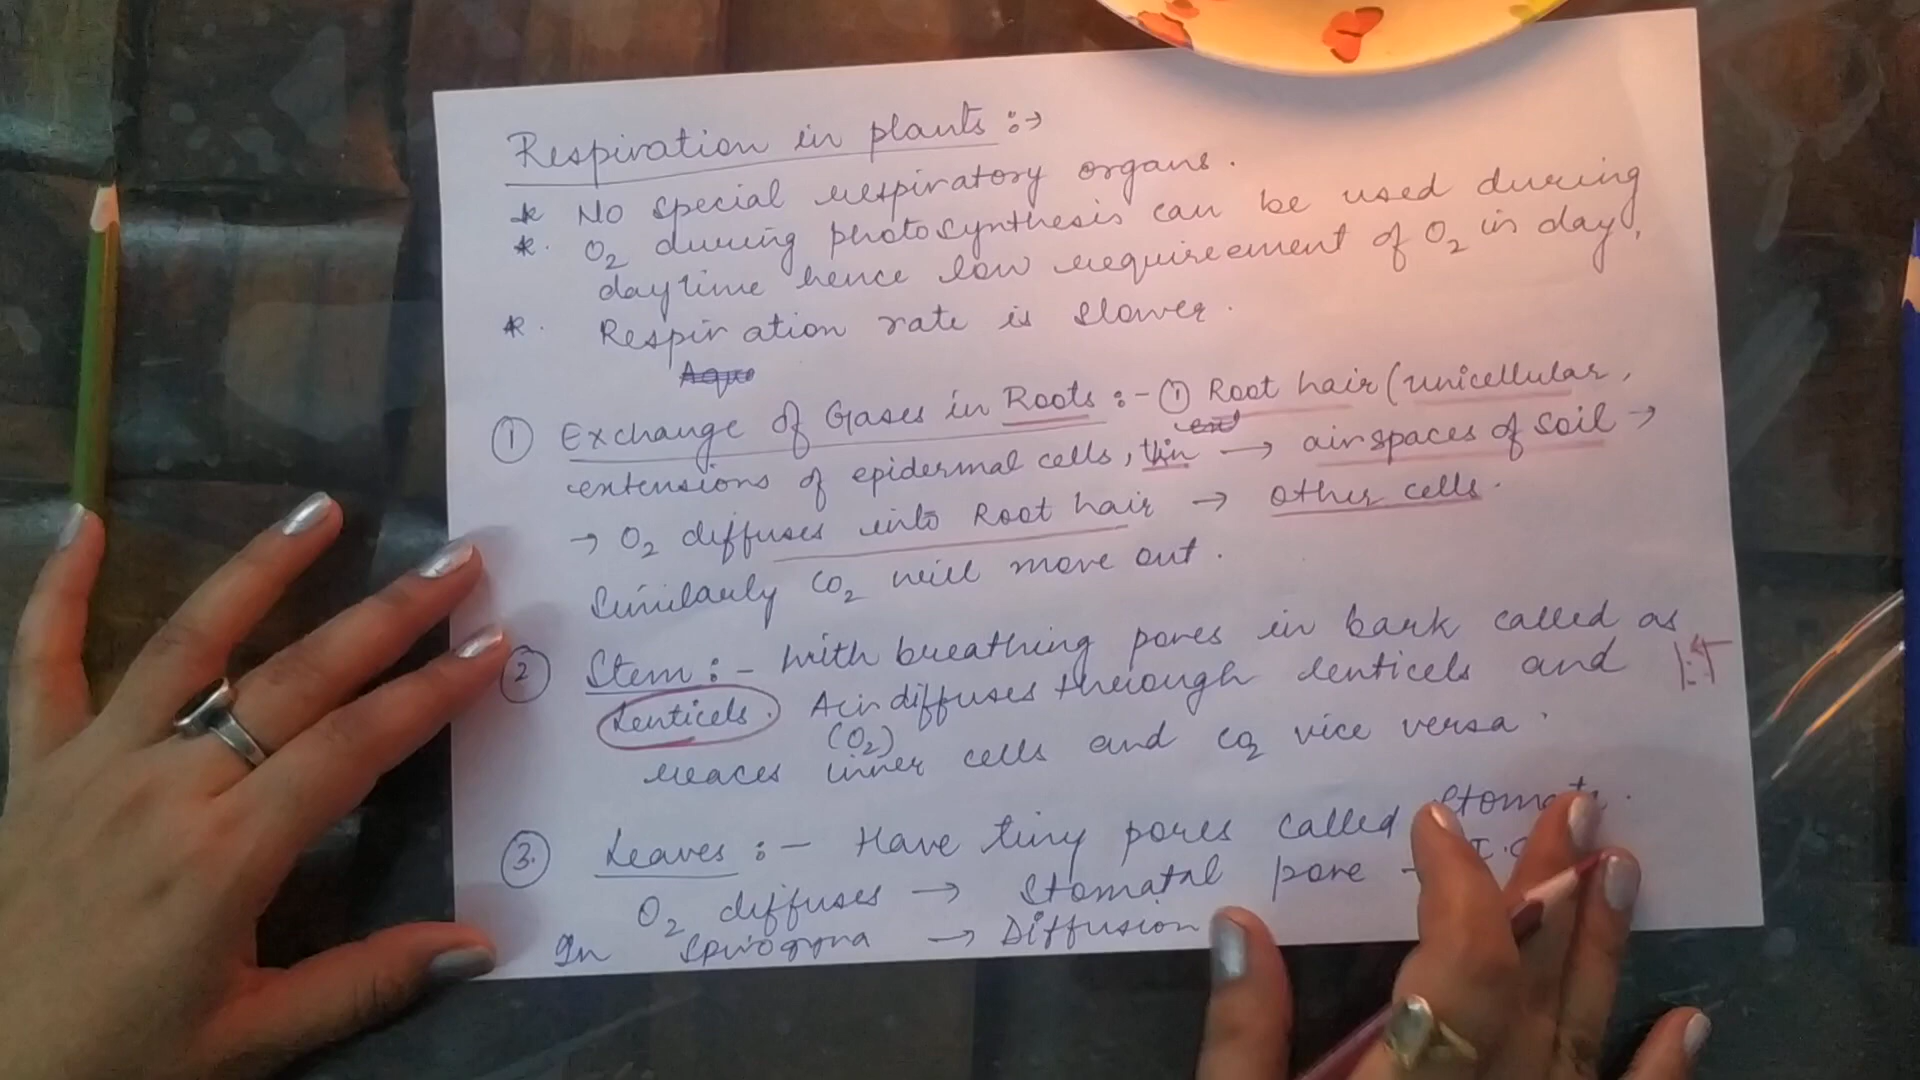 Respiration in plants :→
* No special respiratory organs.
*. O2 during photosynthesis can be used during
daytime hence low requirement of O2 in day,
*. Respiration rate is slower.
① Exchange of Gases in Roots :- ① Root hair (unicellular,
extensions of epidermal cells, thin → airspaces of soil →
→ O2 diffuses into Root hair → other cells.
Similarly CO2 will move out.
② Stem :- With breathing pores in bark called as
Lenticels. Air diffuses through lenticels and
(O2)
reaces inner cells and CO2 vice versa.
③. Leaves :- Have tiny pores called
O2 diffuses → Stomatal pore
In Spirogyra → Diffusion